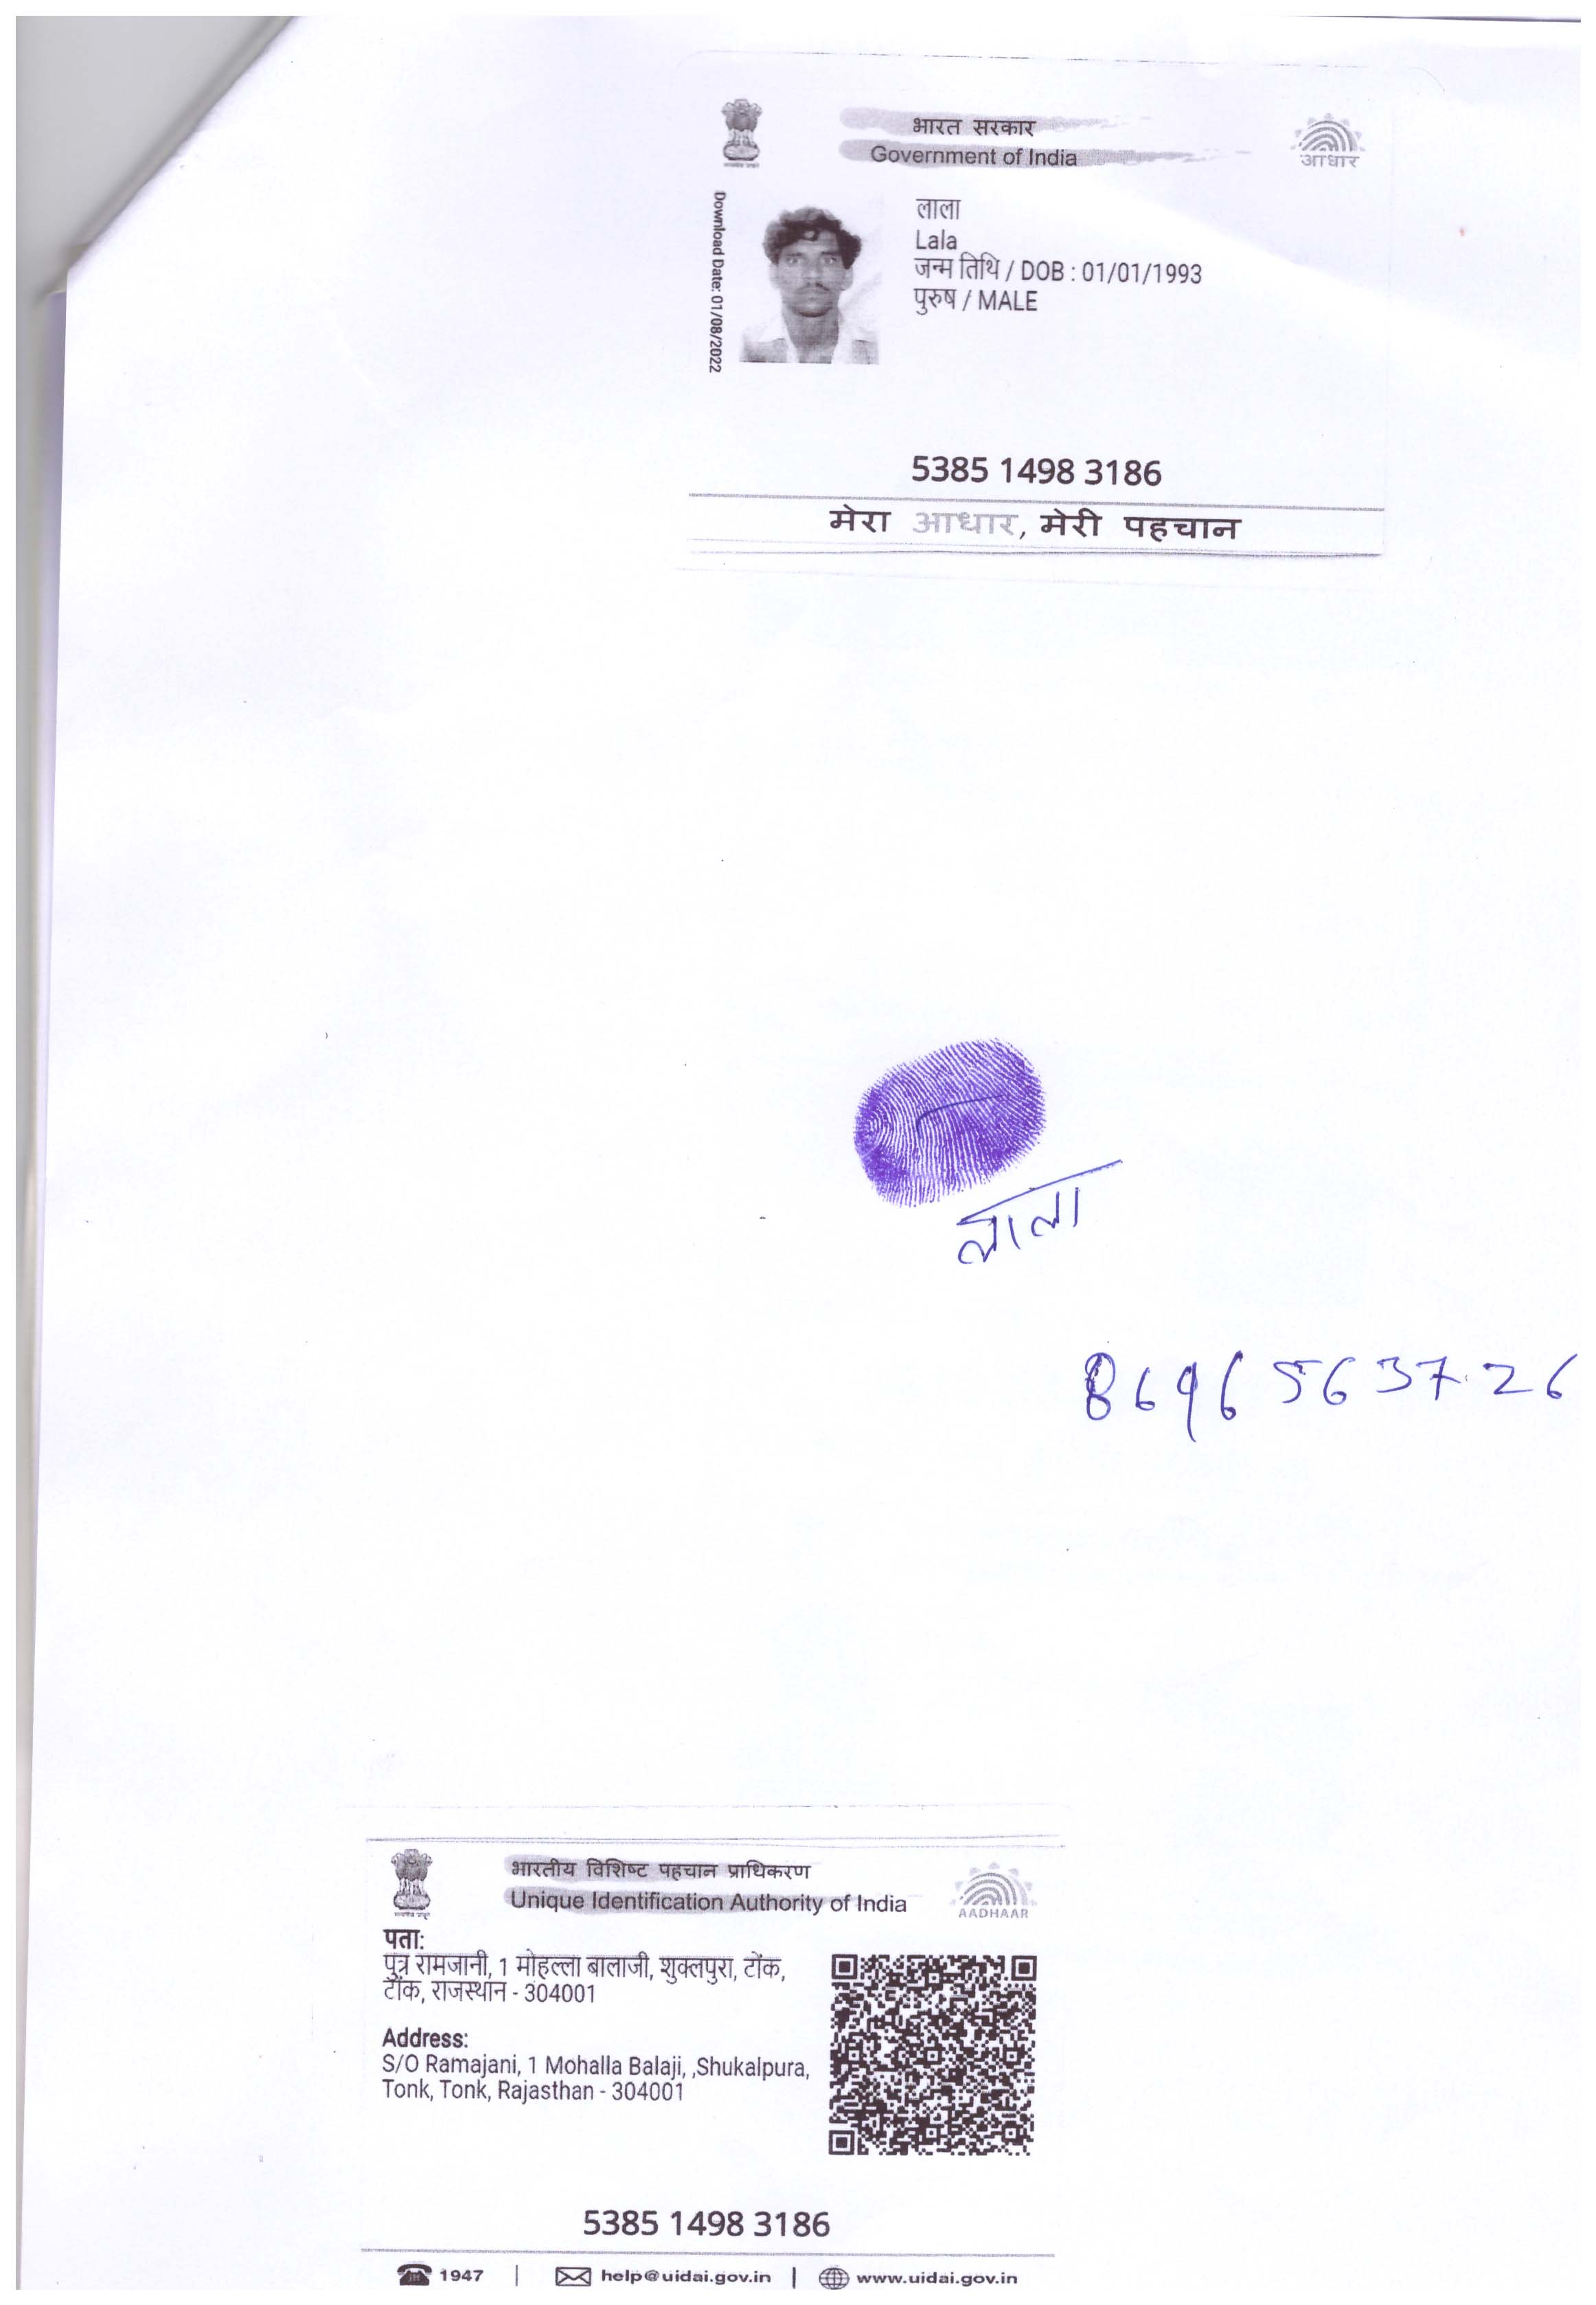 भारत सरकार
Government of India
आधार
Download Date: 01/08/2022
लाला
Lala
जन्म तिथि / DOB : 01/01/1993
पुरुष / MALE
5385 1498 3186
मेरा आधार, मेरी पहचान
लाला
8696563726
भारतीय विशिष्ट पहचान प्राधिकरण
Unique Identification Authority of India
AADHAAR
पता:
पुत्र रामजानी, 1 मोहल्ला बालाजी, शुक्लपुरा, टोंक,
टोंक, राजस्थान - 304001
Address:
S/O Ramajani, 1 Mohalla Balaji, ,Shukalpura,
Tonk, Tonk, Rajasthan - 304001
5385 1498 3186
1947 | help@uidai.gov.in | www.uidai.gov.in